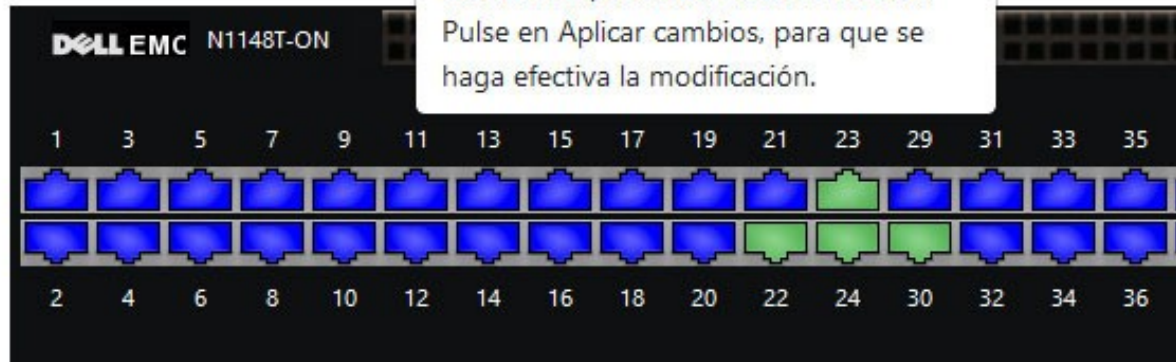 DELL EMC N1148T-ON
Pulse en Aplicar cambios, para que se
haga efectiva la modificación.
1 3 5 7 9 11 13 15 17 19 21 23 29 31 33 35
2 4 6 8 10 12 14 16 18 20 22 24 30 32 34 36